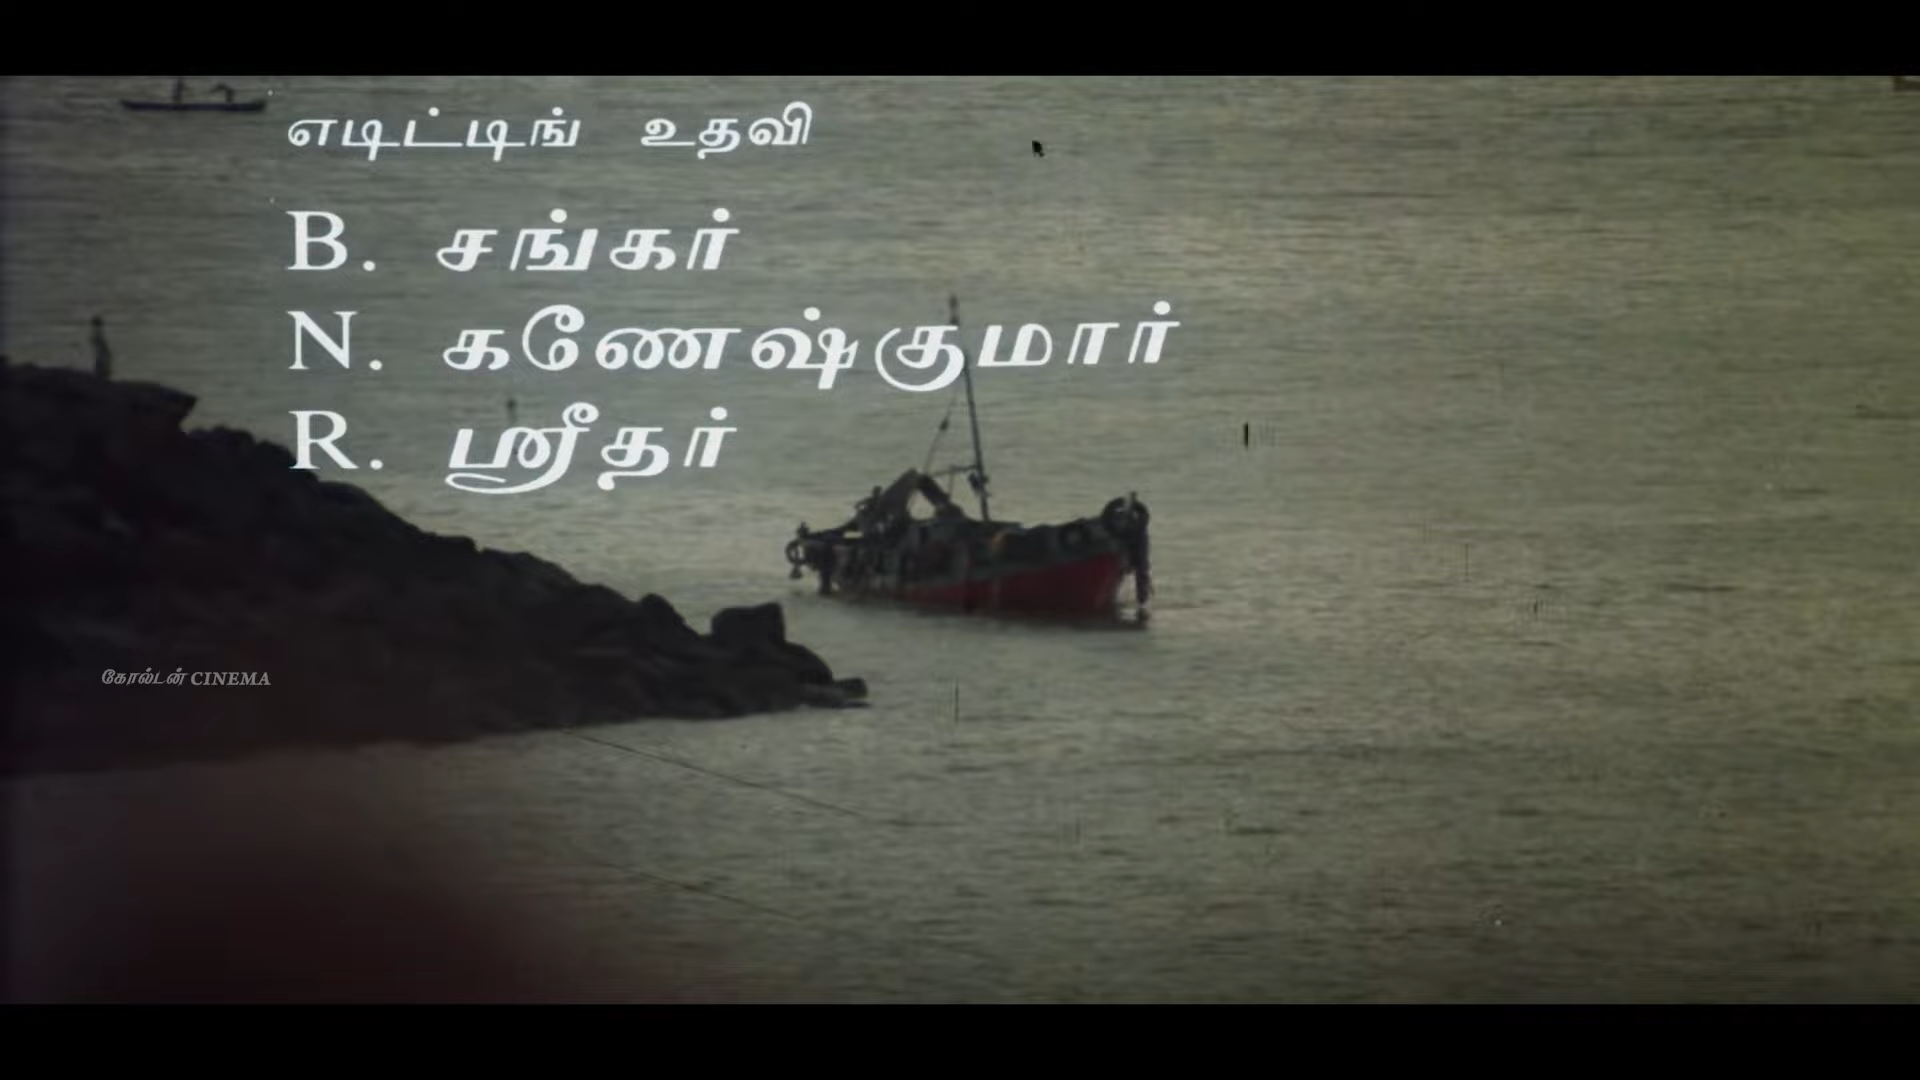 எடிட்டிங் உதவி
B. சங்கர்
N. கணேஷ்குமார்
R. ஸ்ரீதர்
கோல்டன் CINEMA